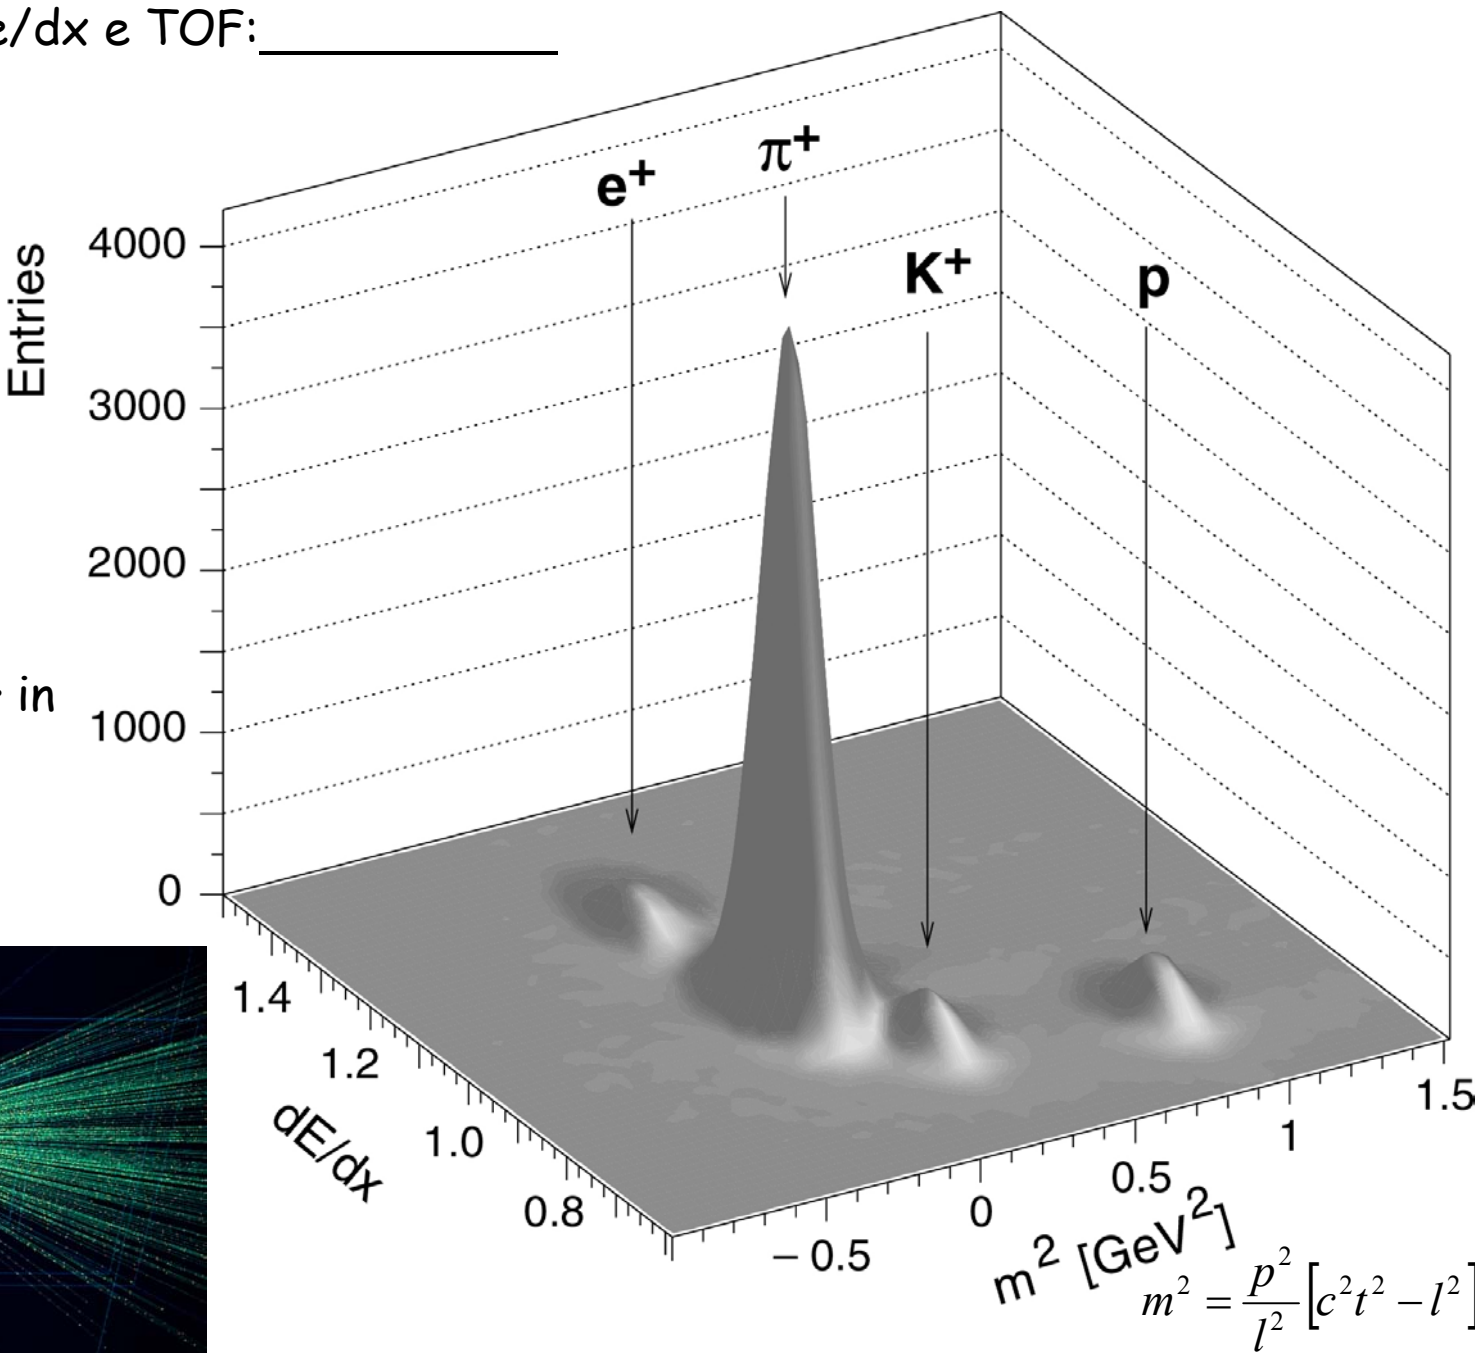 e/dx e TOF:
π⁺
e⁺
K⁺
p
Entries
4000
3000
2000
1000
0
in
1.4
1.2
1.0
0.8
dE/dx
– 0.5
0
0.5
1
1.5
m² [GeV²]
m² = p²/l² [c²t² – l²]